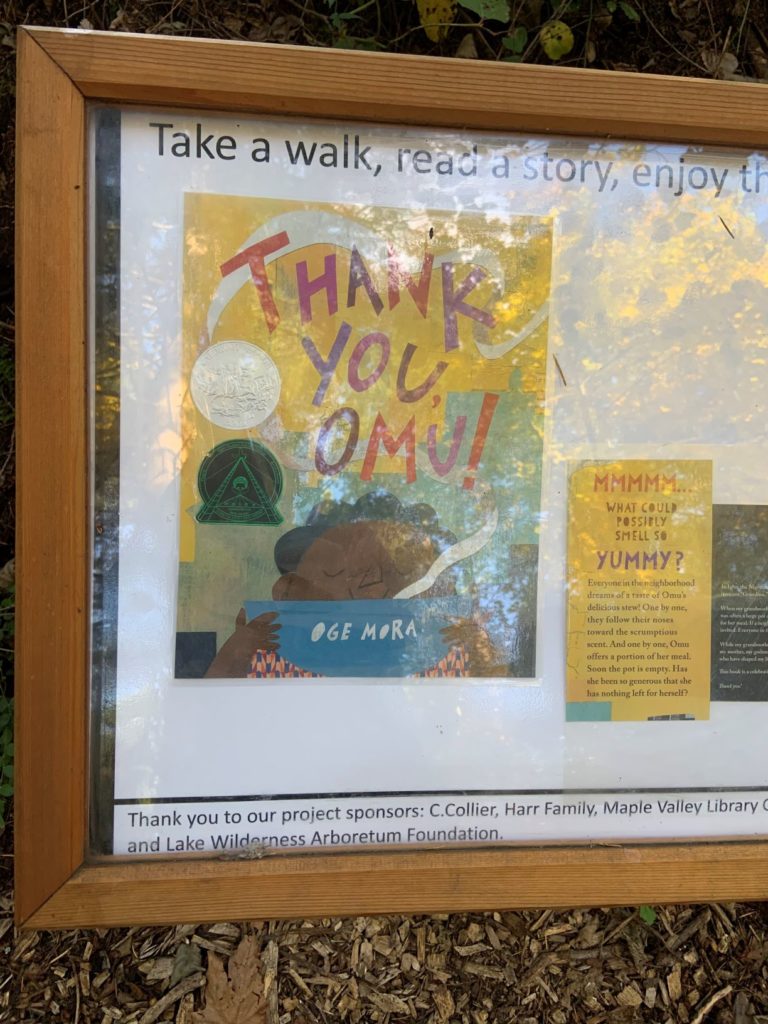 Take a walk, read a story, enjoy th
THANK
YOU,
OMU!
OGE MORA
MMMMM...
WHAT COULD
POSSIBLY
SMELL SO
YUMMY?
Everyone in the neighborhood
dreams of a taste of Omu's
delicious stew! One by one,
they follow their noses
toward the scrumptious
scent. And one by one, Omu
offers a portion of her meal.
Soon the pot is empty. Has
she been so generous that she
has nothing left for herself?
Thank you to our project sponsors: C.Collier, Harr Family, Maple Valley Library
and Lake Wilderness Arboretum Foundation.